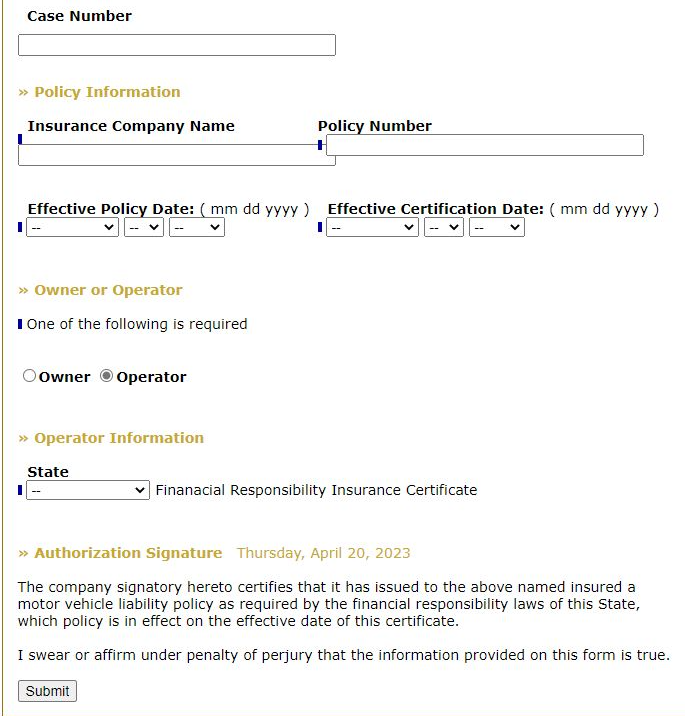 Case Number
» Policy Information
Insurance Company Name Policy Number
Effective Policy Date: ( mm dd yyyy ) Effective Certification Date: ( mm dd yyyy )
-- -- -- -- -- --
» Owner or Operator
One of the following is required
Owner Operator
» Operator Information
State
-- Finanacial Responsibility Insurance Certificate
» Authorization Signature Thursday, April 20, 2023
The company signatory hereto certifies that it has issued to the above named insured a
motor vehicle liability policy as required by the financial responsibility laws of this State,
which policy is in effect on the effective date of this certificate.
I swear or affirm under penalty of perjury that the information provided on this form is true.
Submit